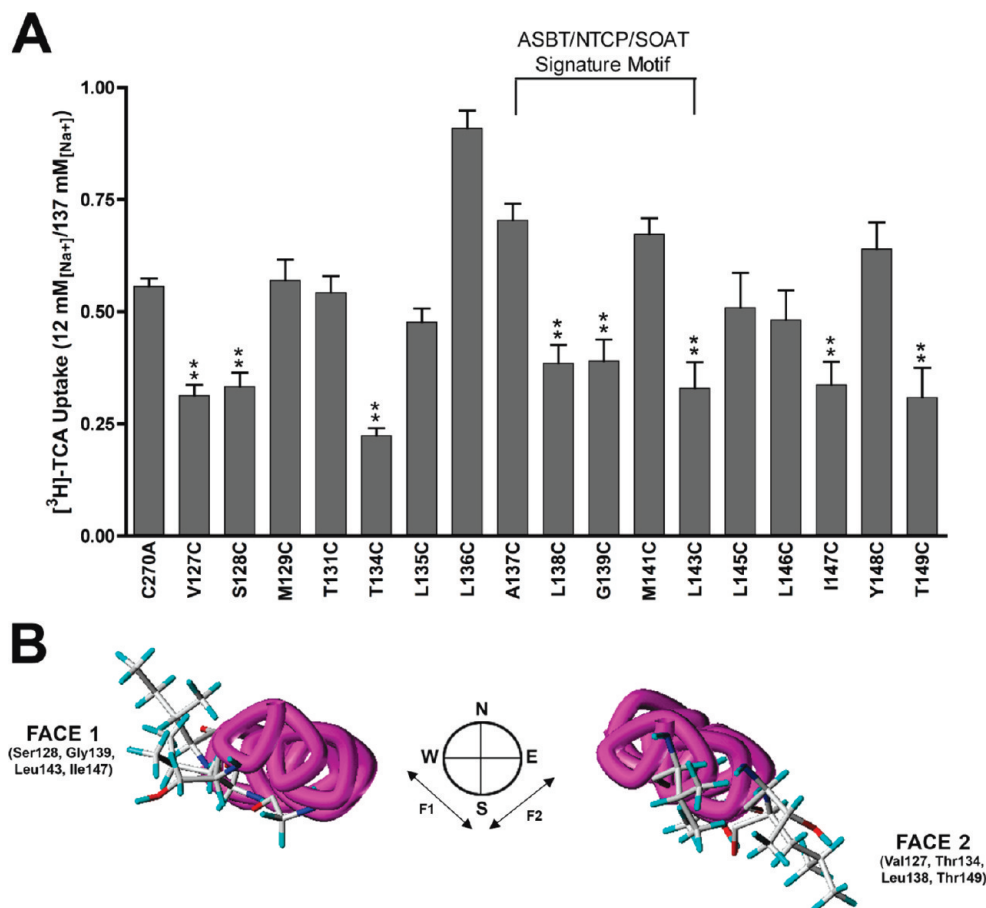 A
ASBT/NTCP/SOAT
Signature Motif
[³H]-TCA Uptake (12 mM[Na+]/137 mM[Na+])
1.00
0.75
0.50
0.25
0.00
**
**
**
**
**
**
**
**
C270A
V127C
S128C
M129C
T131C
T134C
L135C
L136C
A137C
L138C
G139C
M141C
L143C
L145C
L146C
I147C
Y148C
T149C
B
FACE 1
(Ser128, Gly139,
Leu143, Ile147)
N
W E
S
F1 F2
FACE 2
(Val127, Thr134,
Leu138, Thr149)